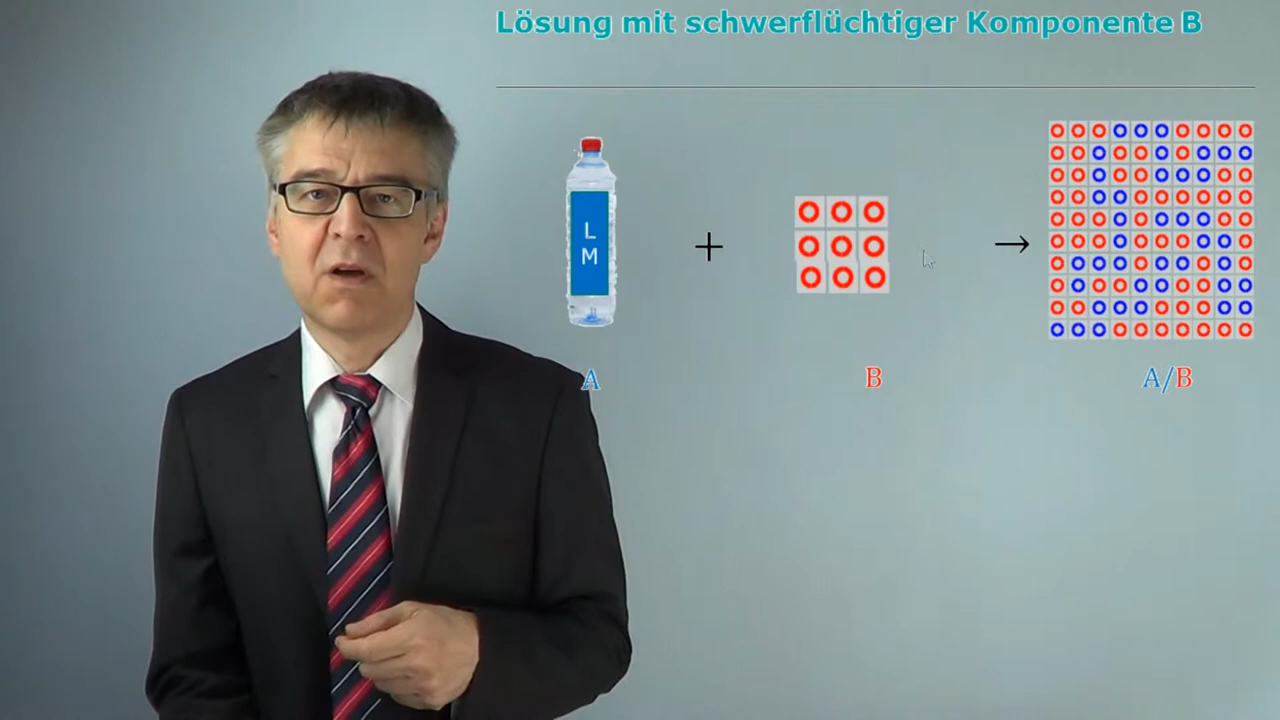 Lösung mit schwerflüchtiger Komponente B
L
M
+
→
A
B
A/B